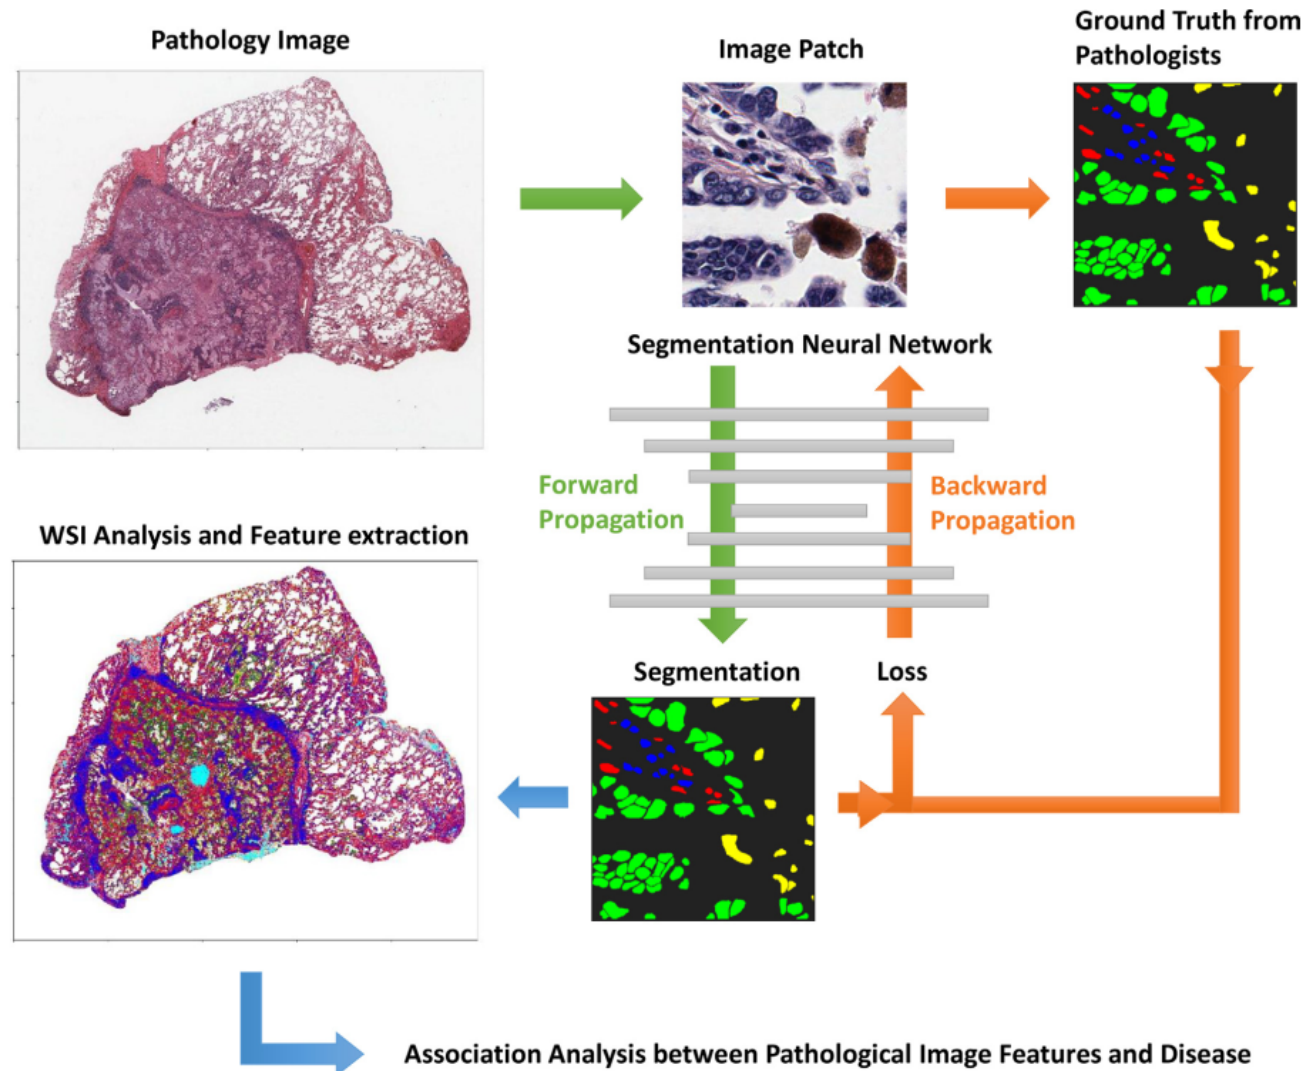 Pathology Image
Image Patch
Ground Truth from
Pathologists
Segmentation Neural Network
Forward
Propagation
Backward
Propagation
WSI Analysis and Feature extraction
Segmentation
Loss
Association Analysis between Pathological Image Features and Disease